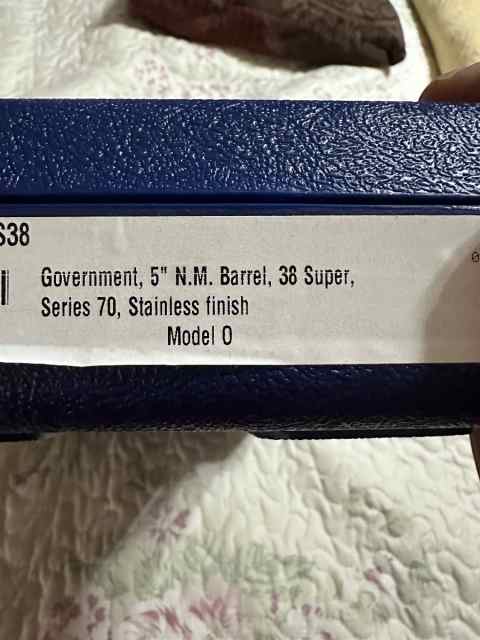 S38
Government, 5" N.M. Barrel, 38 Super,
Series 70, Stainless finish
Model O